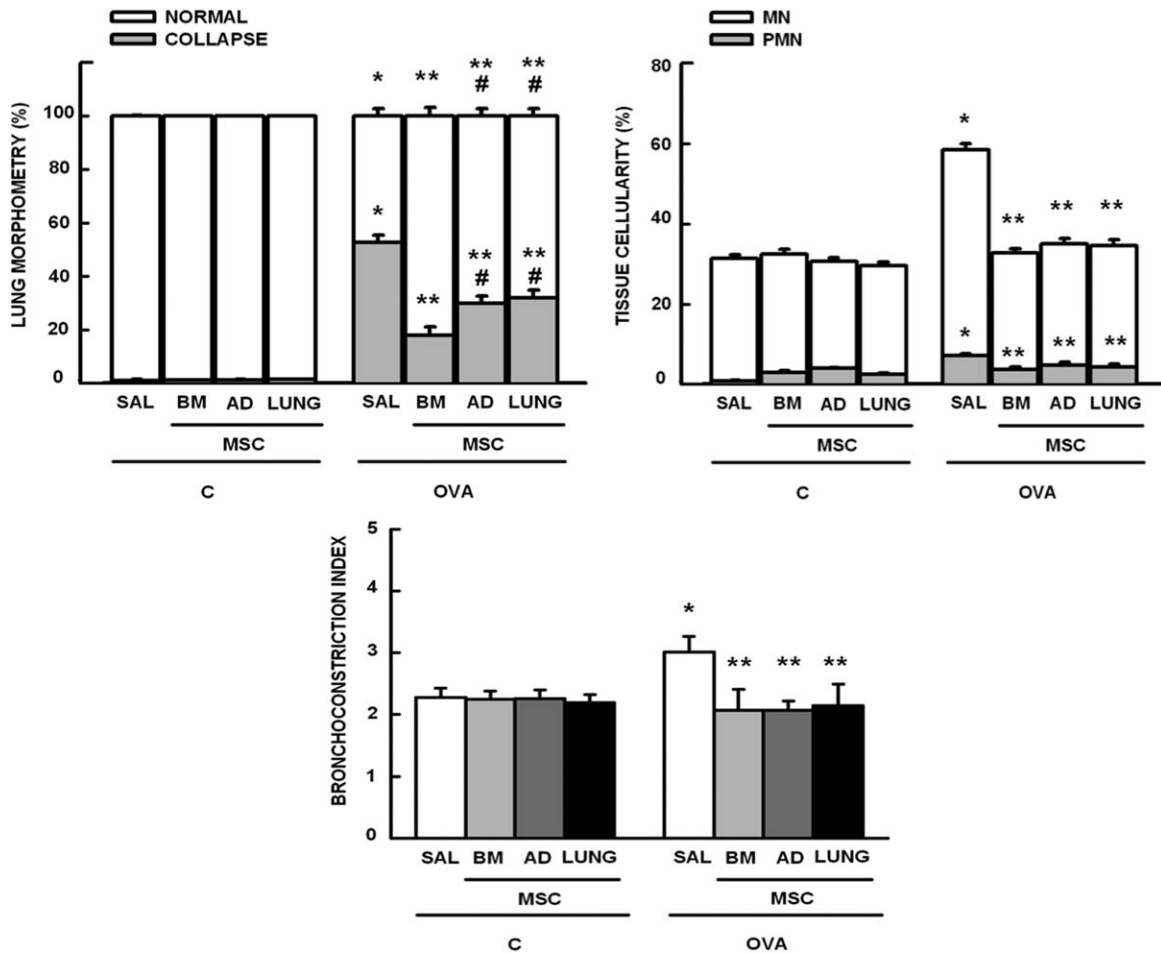 NORMAL
COLLAPSE
LUNG MORPHOMETRY (%)
100
80
60
40
20
0
* ** ** # ** #
* ** ** # ** #
SAL BM AD LUNG SAL BM AD LUNG
MSC MSC
C OVA
MN
PMN
TISSUE CELLULARITY (%)
80
60
40
20
0
* ** ** **
* ** ** **
SAL BM AD LUNG SAL BM AD LUNG
MSC MSC
C OVA
BRONCHOCONSTRICTION INDEX
5
4
3
2
1
0
* ** ** **
SAL BM AD LUNG SAL BM AD LUNG
MSC MSC
C OVA